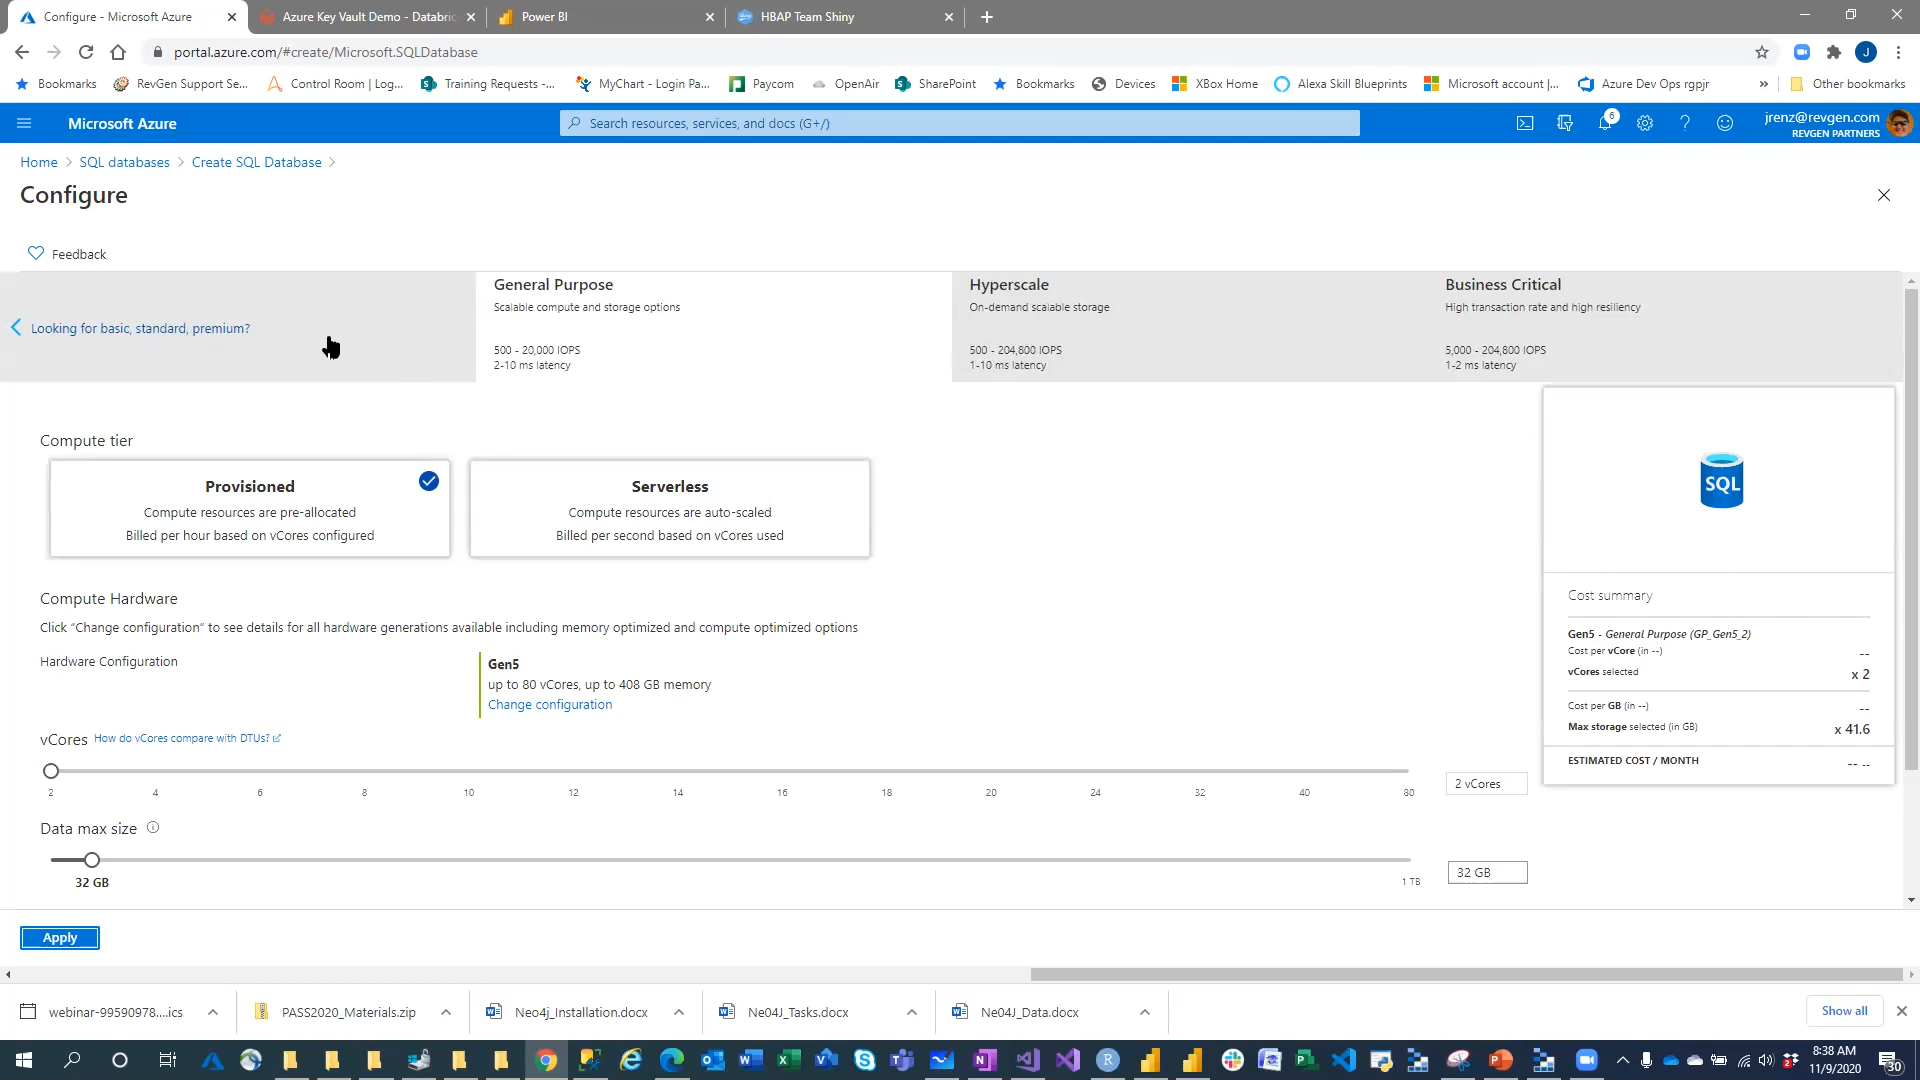 Configure - Microsoft Azure
Azure Key Vault Demo - Databric
Power BI
HBAP Team Shiny
portal.azure.com/#create/Microsoft.SQLDatabase
J
Bookmarks
RevGen Support Se...
Control Room | Log...
Training Requests -...
MyChart - Login Pa...
Paycom
OpenAir
SharePoint
Bookmarks
Devices
XBox Home
Alexa Skill Blueprints
Microsoft account |...
Azure Dev Ops rgpjr
»
Other bookmarks
Microsoft Azure
Search resources, services, and docs (G+/)
6
jrenz@revgen.com
REVGEN PARTNERS
Home > SQL databases > Create SQL Database >
Configure
Feedback
Looking for basic, standard, premium?
General Purpose
Scalable compute and storage options
500 - 20,000 IOPS
2-10 ms latency
Hyperscale
On-demand scalable storage
500 - 204,800 IOPS
1-10 ms latency
Business Critical
High transaction rate and high resiliency
5,000 - 204,800 IOPS
1-2 ms latency
Compute tier
Provisioned
Compute resources are pre-allocated
Billed per hour based on vCores configured
Serverless
Compute resources are auto-scaled
Billed per second based on vCores used
SQL
Compute Hardware
Click "Change configuration" to see details for all hardware generations available including memory optimized and compute optimized options
Hardware Configuration
Gen5
up to 80 vCores, up to 408 GB memory
Change configuration
Cost summary
Gen5 - General Purpose (GP_Gen5_2)
Cost per vCore (in --)
--
vCores selected
x 2
Cost per GB (in --)
--
Max storage selected (in GB)
x 41.6
ESTIMATED COST / MONTH
-- --
vCores How do vCores compare with DTUs?
2 4 6 8 10 12 14 16 18 20 24 32 40 80
2 vCores
Data max size
32 GB
1 TB
32 GB
Apply
webinar-99590978....ics
PASS2020_Materials.zip
Neo4j_Installation.docx
Ne04J_Tasks.docx
Ne04J_Data.docx
Show all
8:38 AM
11/9/2020
30